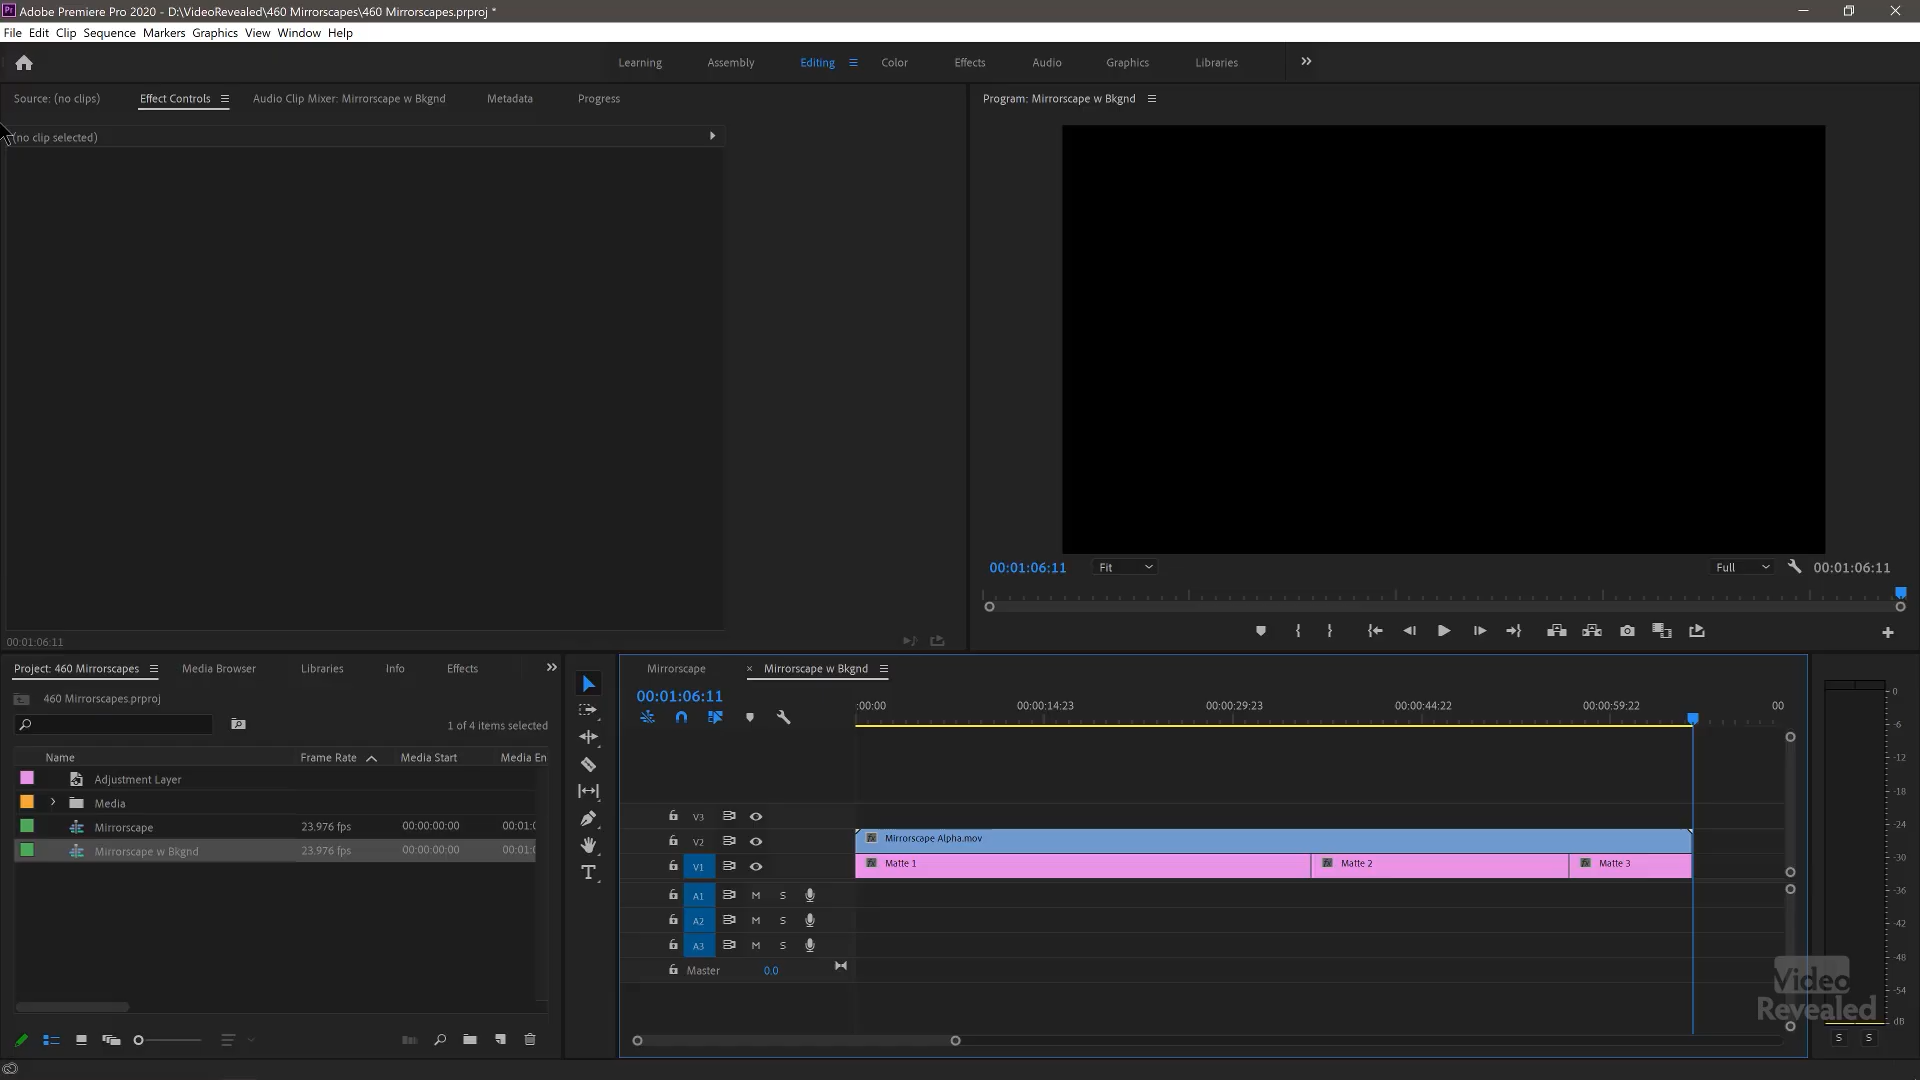 Adobe Premiere Pro 2020 - D:\VideoRevealed\460 Mirrorscapes\460 Mirrorscapes.prproj *
File Edit Clip Sequence Markers Graphics View Window Help
Learning Assembly Editing Color Effects Audio Graphics Libraries
Source: (no clips) Effect Controls Audio Clip Mixer: Mirrorscape w Bkgnd Metadata Progress
Program: Mirrorscape w Bkgnd
(no clip selected)
00:01:06:11 Fit Full 00:01:06:11
00:01:06:11
Project: 460 Mirrorscapes Media Browser Libraries Info Effects
460 Mirrorscapes.prproj
1 of 4 items selected
Name Frame Rate Media Start Media En
Adjustment Layer
Media
Mirrorscape 23.976 fps 00:00:00:00 00:01:0
Mirrorscape w Bkgnd 23.976 fps 00:00:00:00 00:01:0
Mirrorscape × Mirrorscape w Bkgnd
00:01:06:11
:00:00 00:00:14:23 00:00:29:23 00:00:44:22 00:00:59:22 00
V3
V2 Mirrorscape Alpha.mov
V1 Matte 1 Matte 2 Matte 3
A1 M S
A2 M S
A3 M S
Master 0.0
0
-6
-12
-18
-24
-30
-36
-42
-48
-54
dB
S S
Video
Revealed